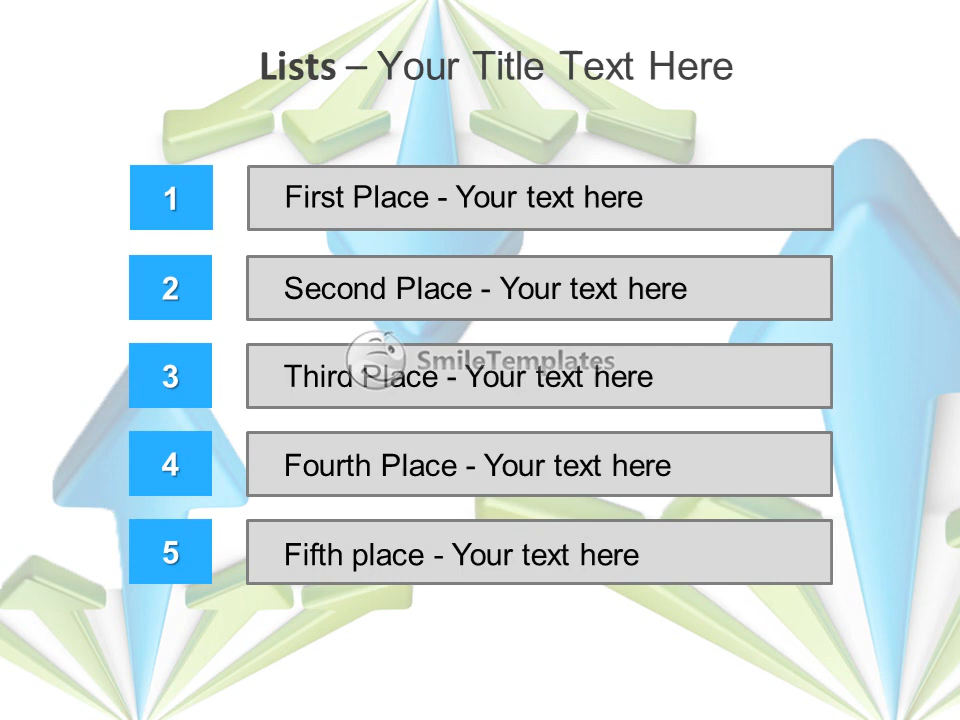 Lists – Your Title Text Here
1 First Place - Your text here
2 Second Place - Your text here
SmileTemplates
3 Third Place - Your text here
4 Fourth Place - Your text here
5 Fifth place - Your text here